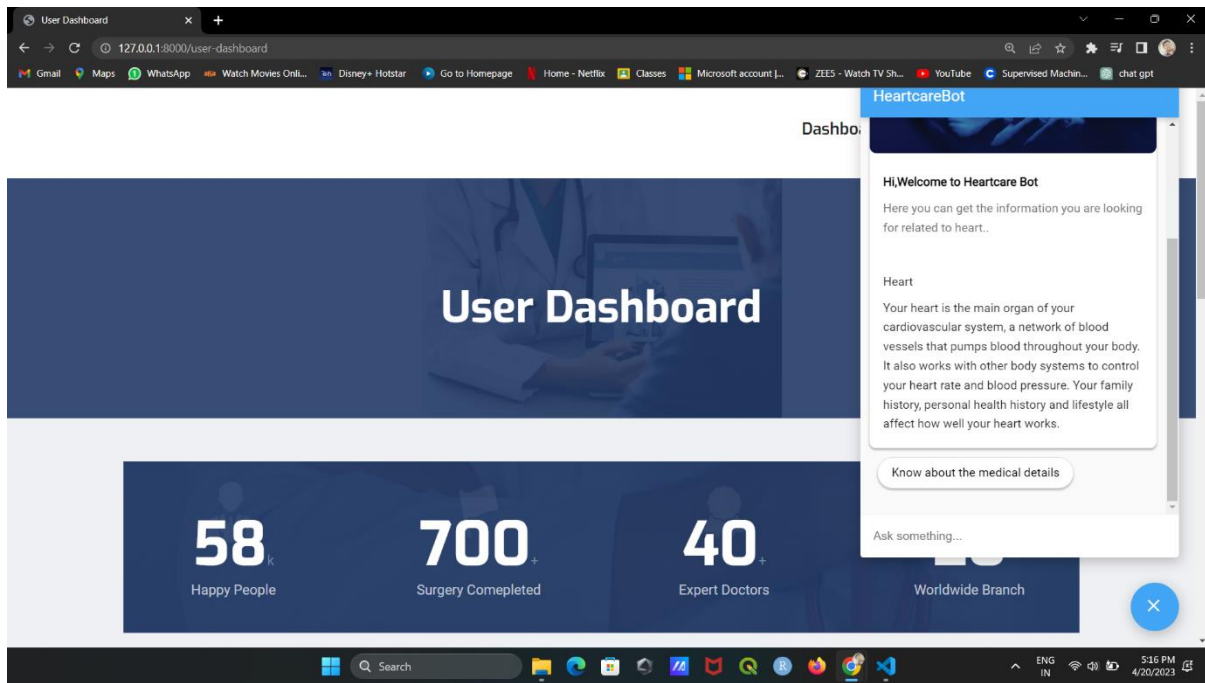 User Dashboard
127.0.0.1:8000/user-dashboard
Gmail Maps WhatsApp Watch Movies Onli... Disney+ Hotstar Go to Homepage Home - Netflix Classes Microsoft account |... ZEE5 - Watch TV Sh... YouTube Supervised Machin... chat gpt
HeartcareBot
Dashbo
Hi,Welcome to Heartcare Bot
Here you can get the information you are looking
for related to heart..
Heart
Your heart is the main organ of your
cardiovascular system, a network of blood
vessels that pumps blood throughout your body.
It also works with other body systems to control
your heart rate and blood pressure. Your family
history, personal health history and lifestyle all
affect how well your heart works.
Know about the medical details
Ask something...
User Dashboard
58k
Happy People
700+
Surgery Comepleted
40+
Expert Doctors
Worldwide Branch
Search
ENG
IN
5:16 PM
4/20/2023